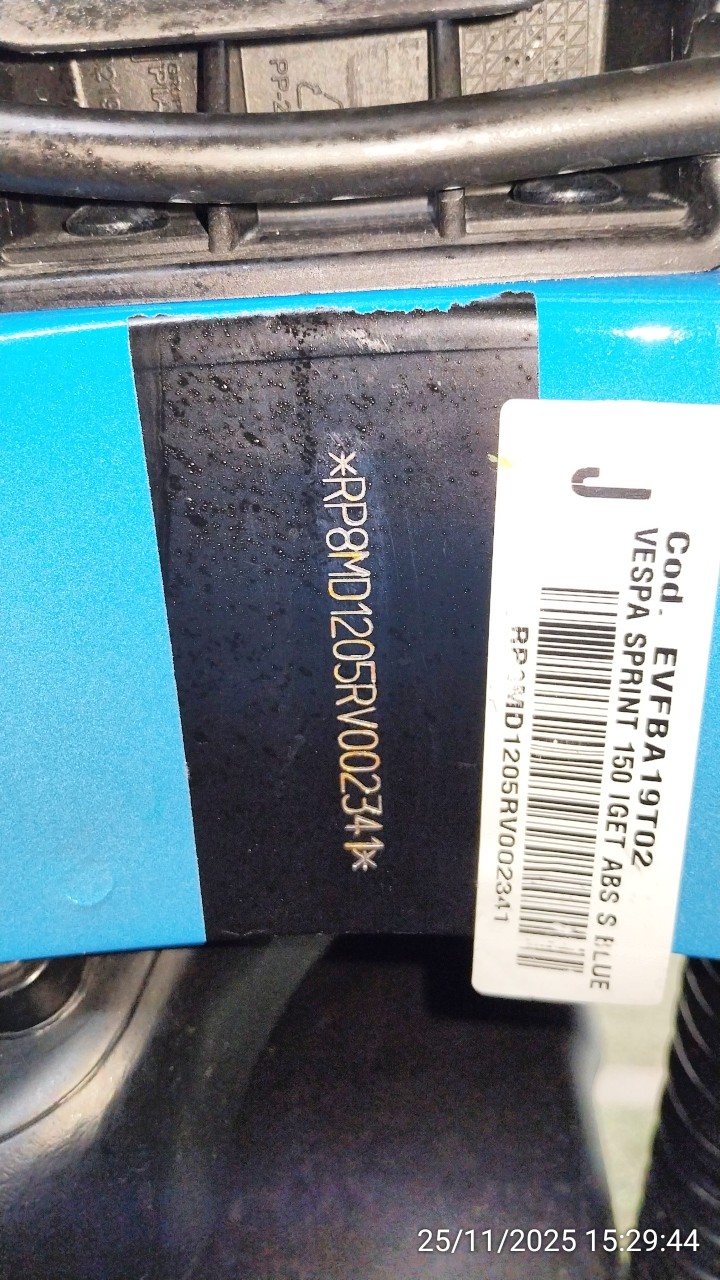 *RP8MD1205RV002341*
J
Cod. EVFBA19T02
VESPA SPRINT 150 IGET ABS S BLUE
RP8MD1205RV002341
25/11/2025 15:29:44